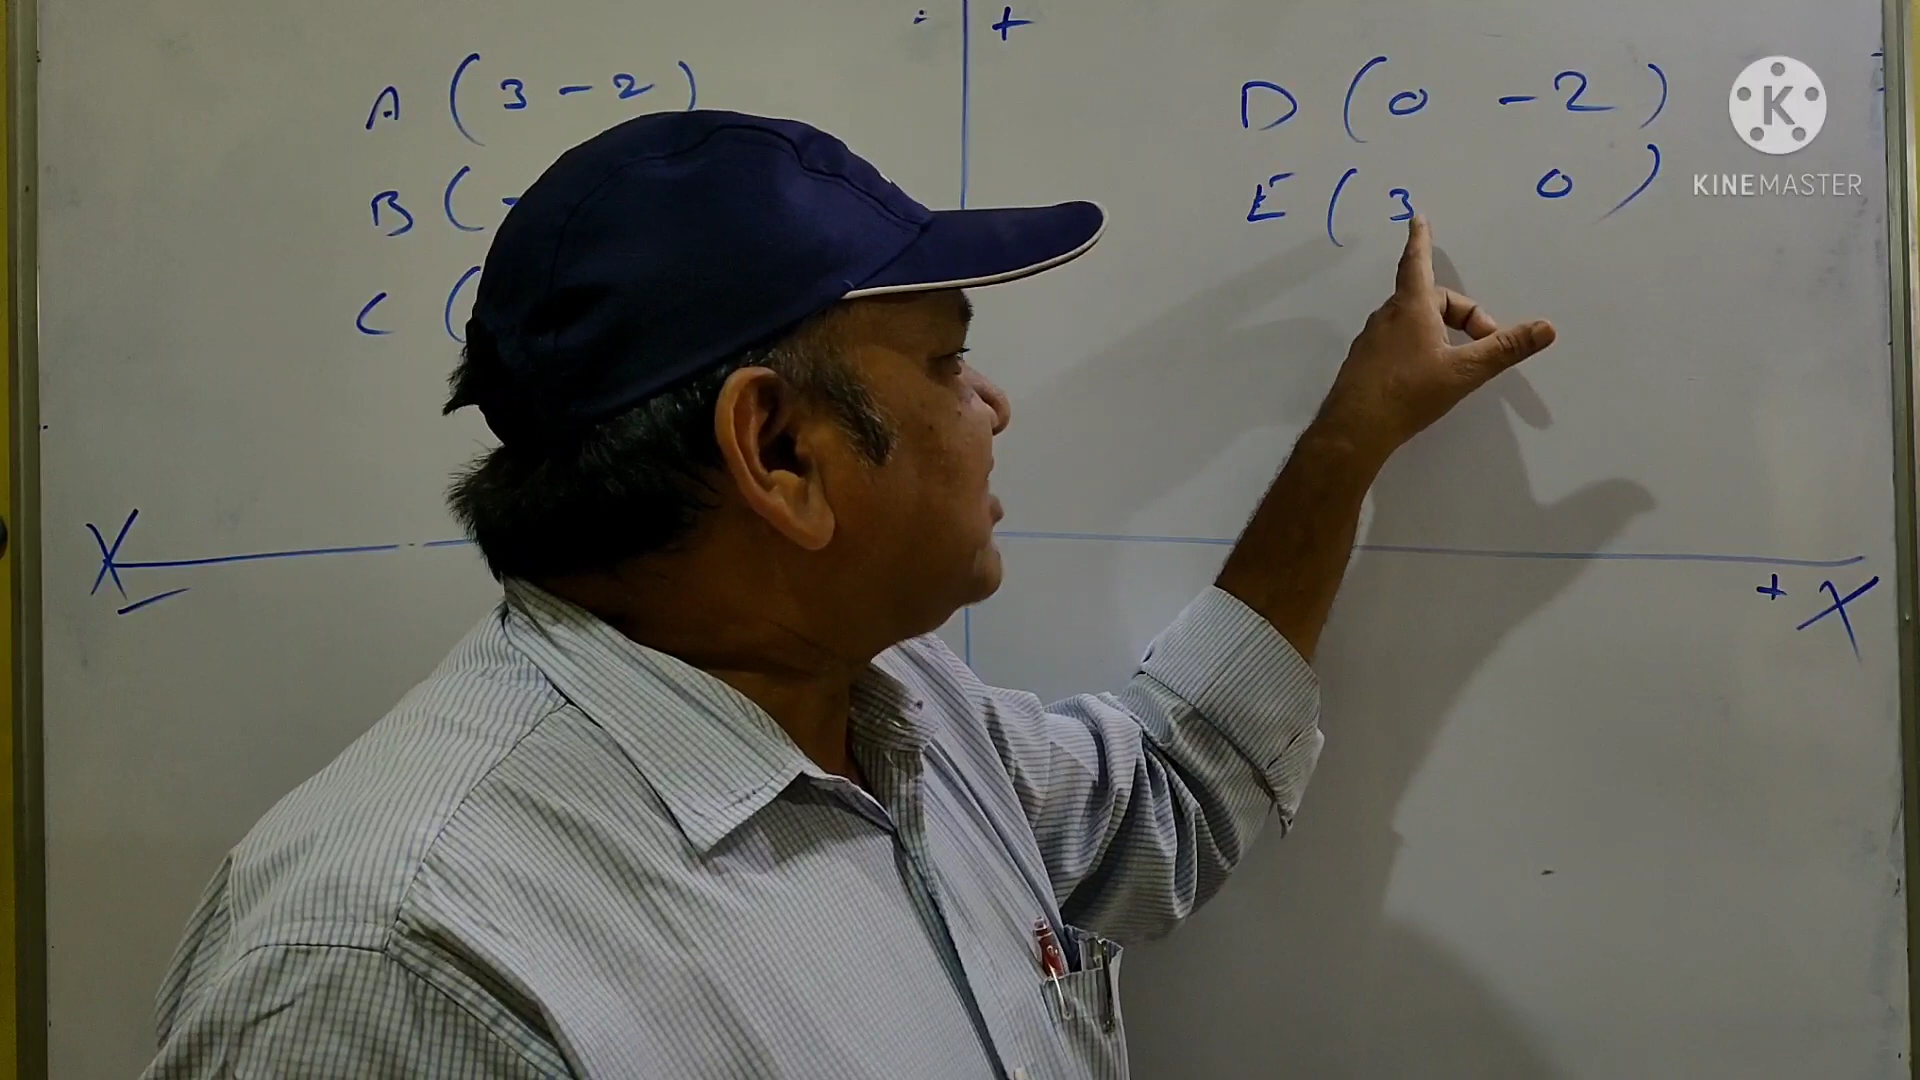 - +
A (3 -2)
B (-
C (
D (0 -2)
E (3 0)
X
-
+ X
K
KINEMASTER